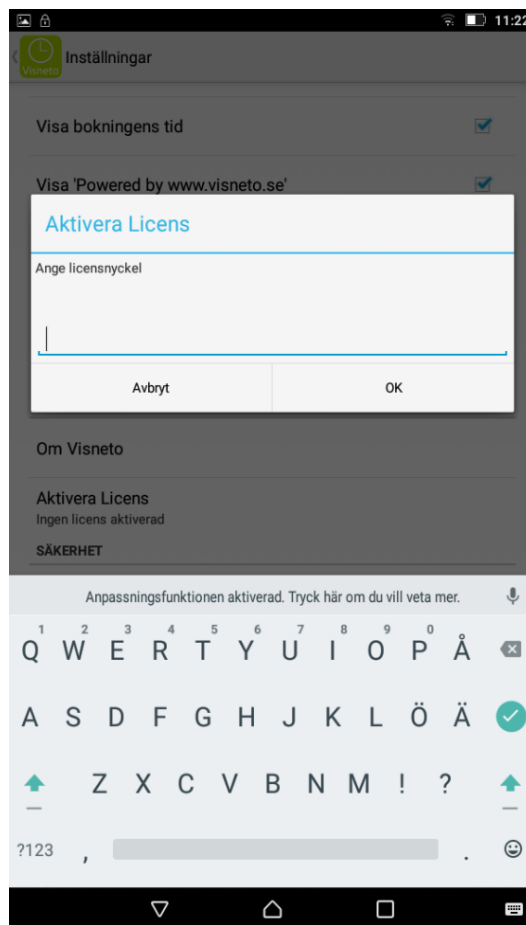 11:22
Visneto
Inställningar
Visa bokningens tid
Visa 'Powered by www.visneto.se'
Aktivera Licens
Ange licensnyckel
Avbryt OK
Om Visneto
Aktivera Licens
Ingen licens aktiverad
SÄKERHET
Anpassningsfunktionen aktiverad. Tryck här om du vill veta mer.
1 2 3 4 5 6 7 8 9 0
Q W E R T Y U I O P Å
A S D F G H J K L Ö Ä
Z X C V B N M ! ?
?123 , .